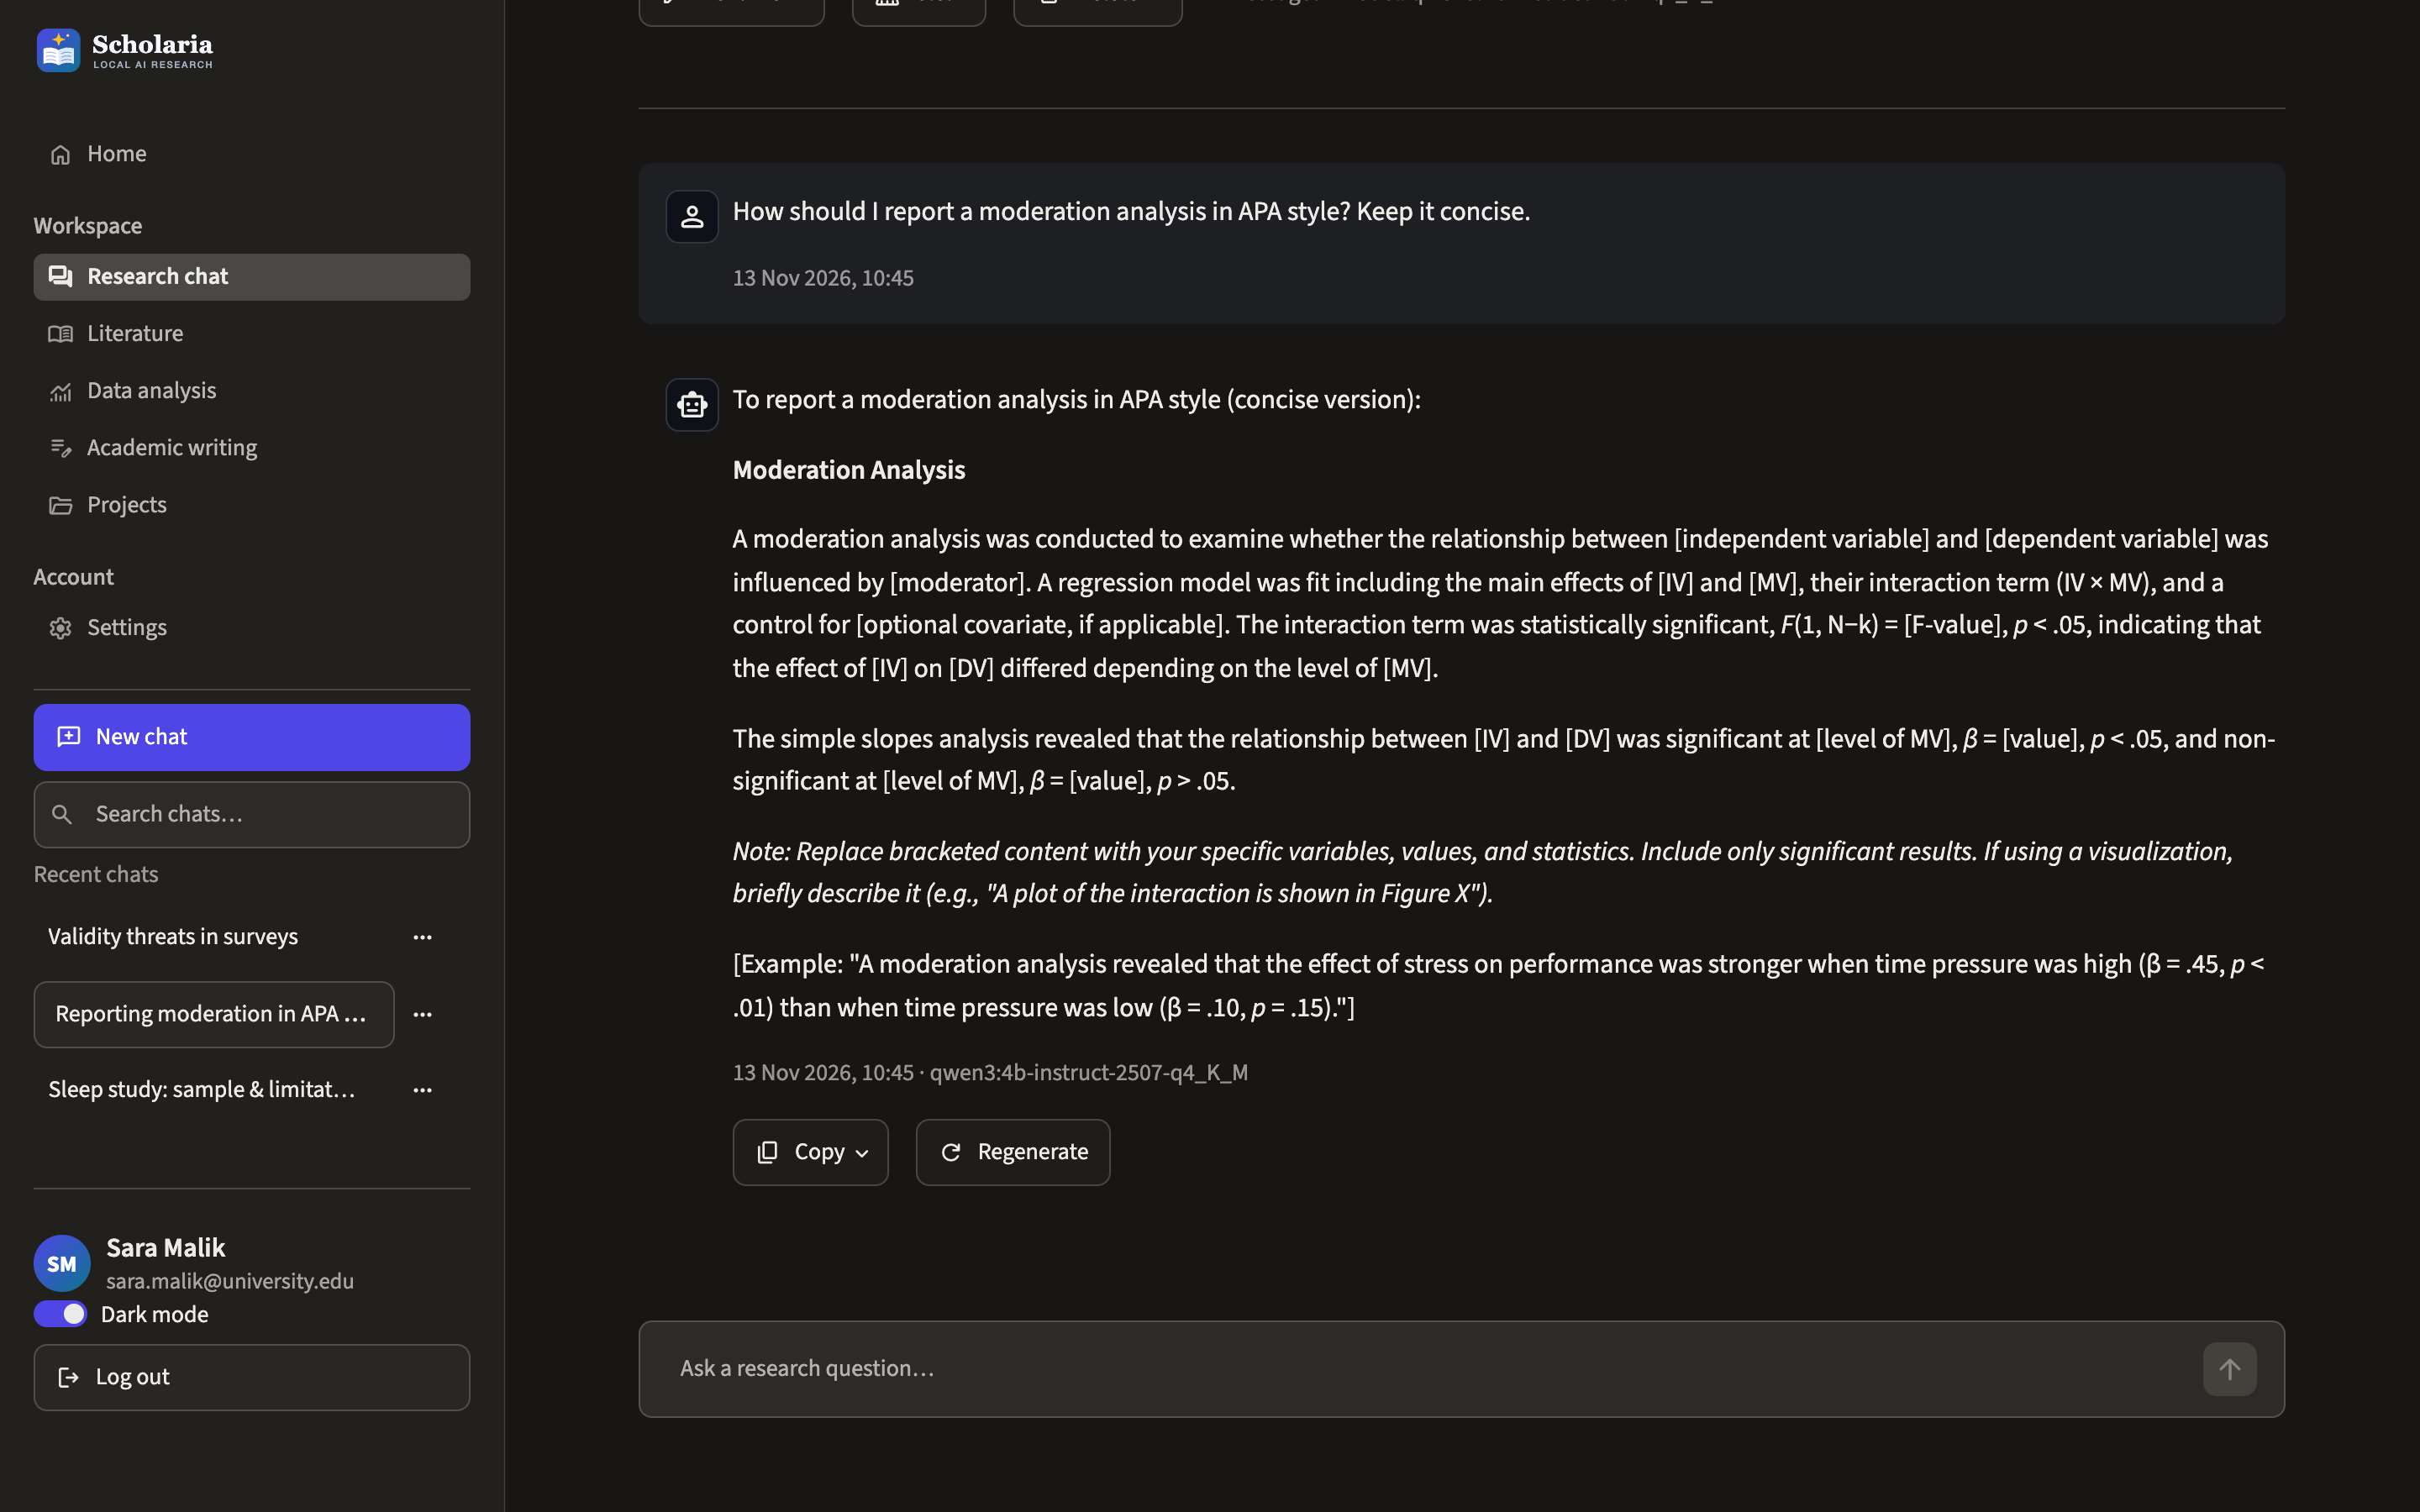 Scholaria
LOCAL AI RESEARCH
Home
Workspace
Research chat
Literature
Data analysis
Academic writing
Projects
Account
Settings
New chat
Search chats…
Recent chats
Validity threats in surveys
Reporting moderation in APA …
Sleep study: sample & limitat…
SM
Sara Malik
sara.malik@university.edu
Dark mode
Log out
How should I report a moderation analysis in APA style? Keep it concise.
13 Nov 2026, 10:45
To report a moderation analysis in APA style (concise version):
Moderation Analysis
A moderation analysis was conducted to examine whether the relationship between [independent variable] and [dependent variable] was
influenced by [moderator]. A regression model was fit including the main effects of [IV] and [MV], their interaction term (IV × MV), and a
control for [optional covariate, if applicable]. The interaction term was statistically significant, F(1, N−k) = [F-value], p < .05, indicating that
the effect of [IV] on [DV] differed depending on the level of [MV].
The simple slopes analysis revealed that the relationship between [IV] and [DV] was significant at [level of MV], β = [value], p < .05, and non-
significant at [level of MV], β = [value], p > .05.
Note: Replace bracketed content with your specific variables, values, and statistics. Include only significant results. If using a visualization,
briefly describe it (e.g., "A plot of the interaction is shown in Figure X").
[Example: "A moderation analysis revealed that the effect of stress on performance was stronger when time pressure was high (β = .45, p <
.01) than when time pressure was low (β = .10, p = .15)."]
13 Nov 2026, 10:45 · qwen3:4b-instruct-2507-q4_K_M
Copy
Regenerate
Ask a research question…